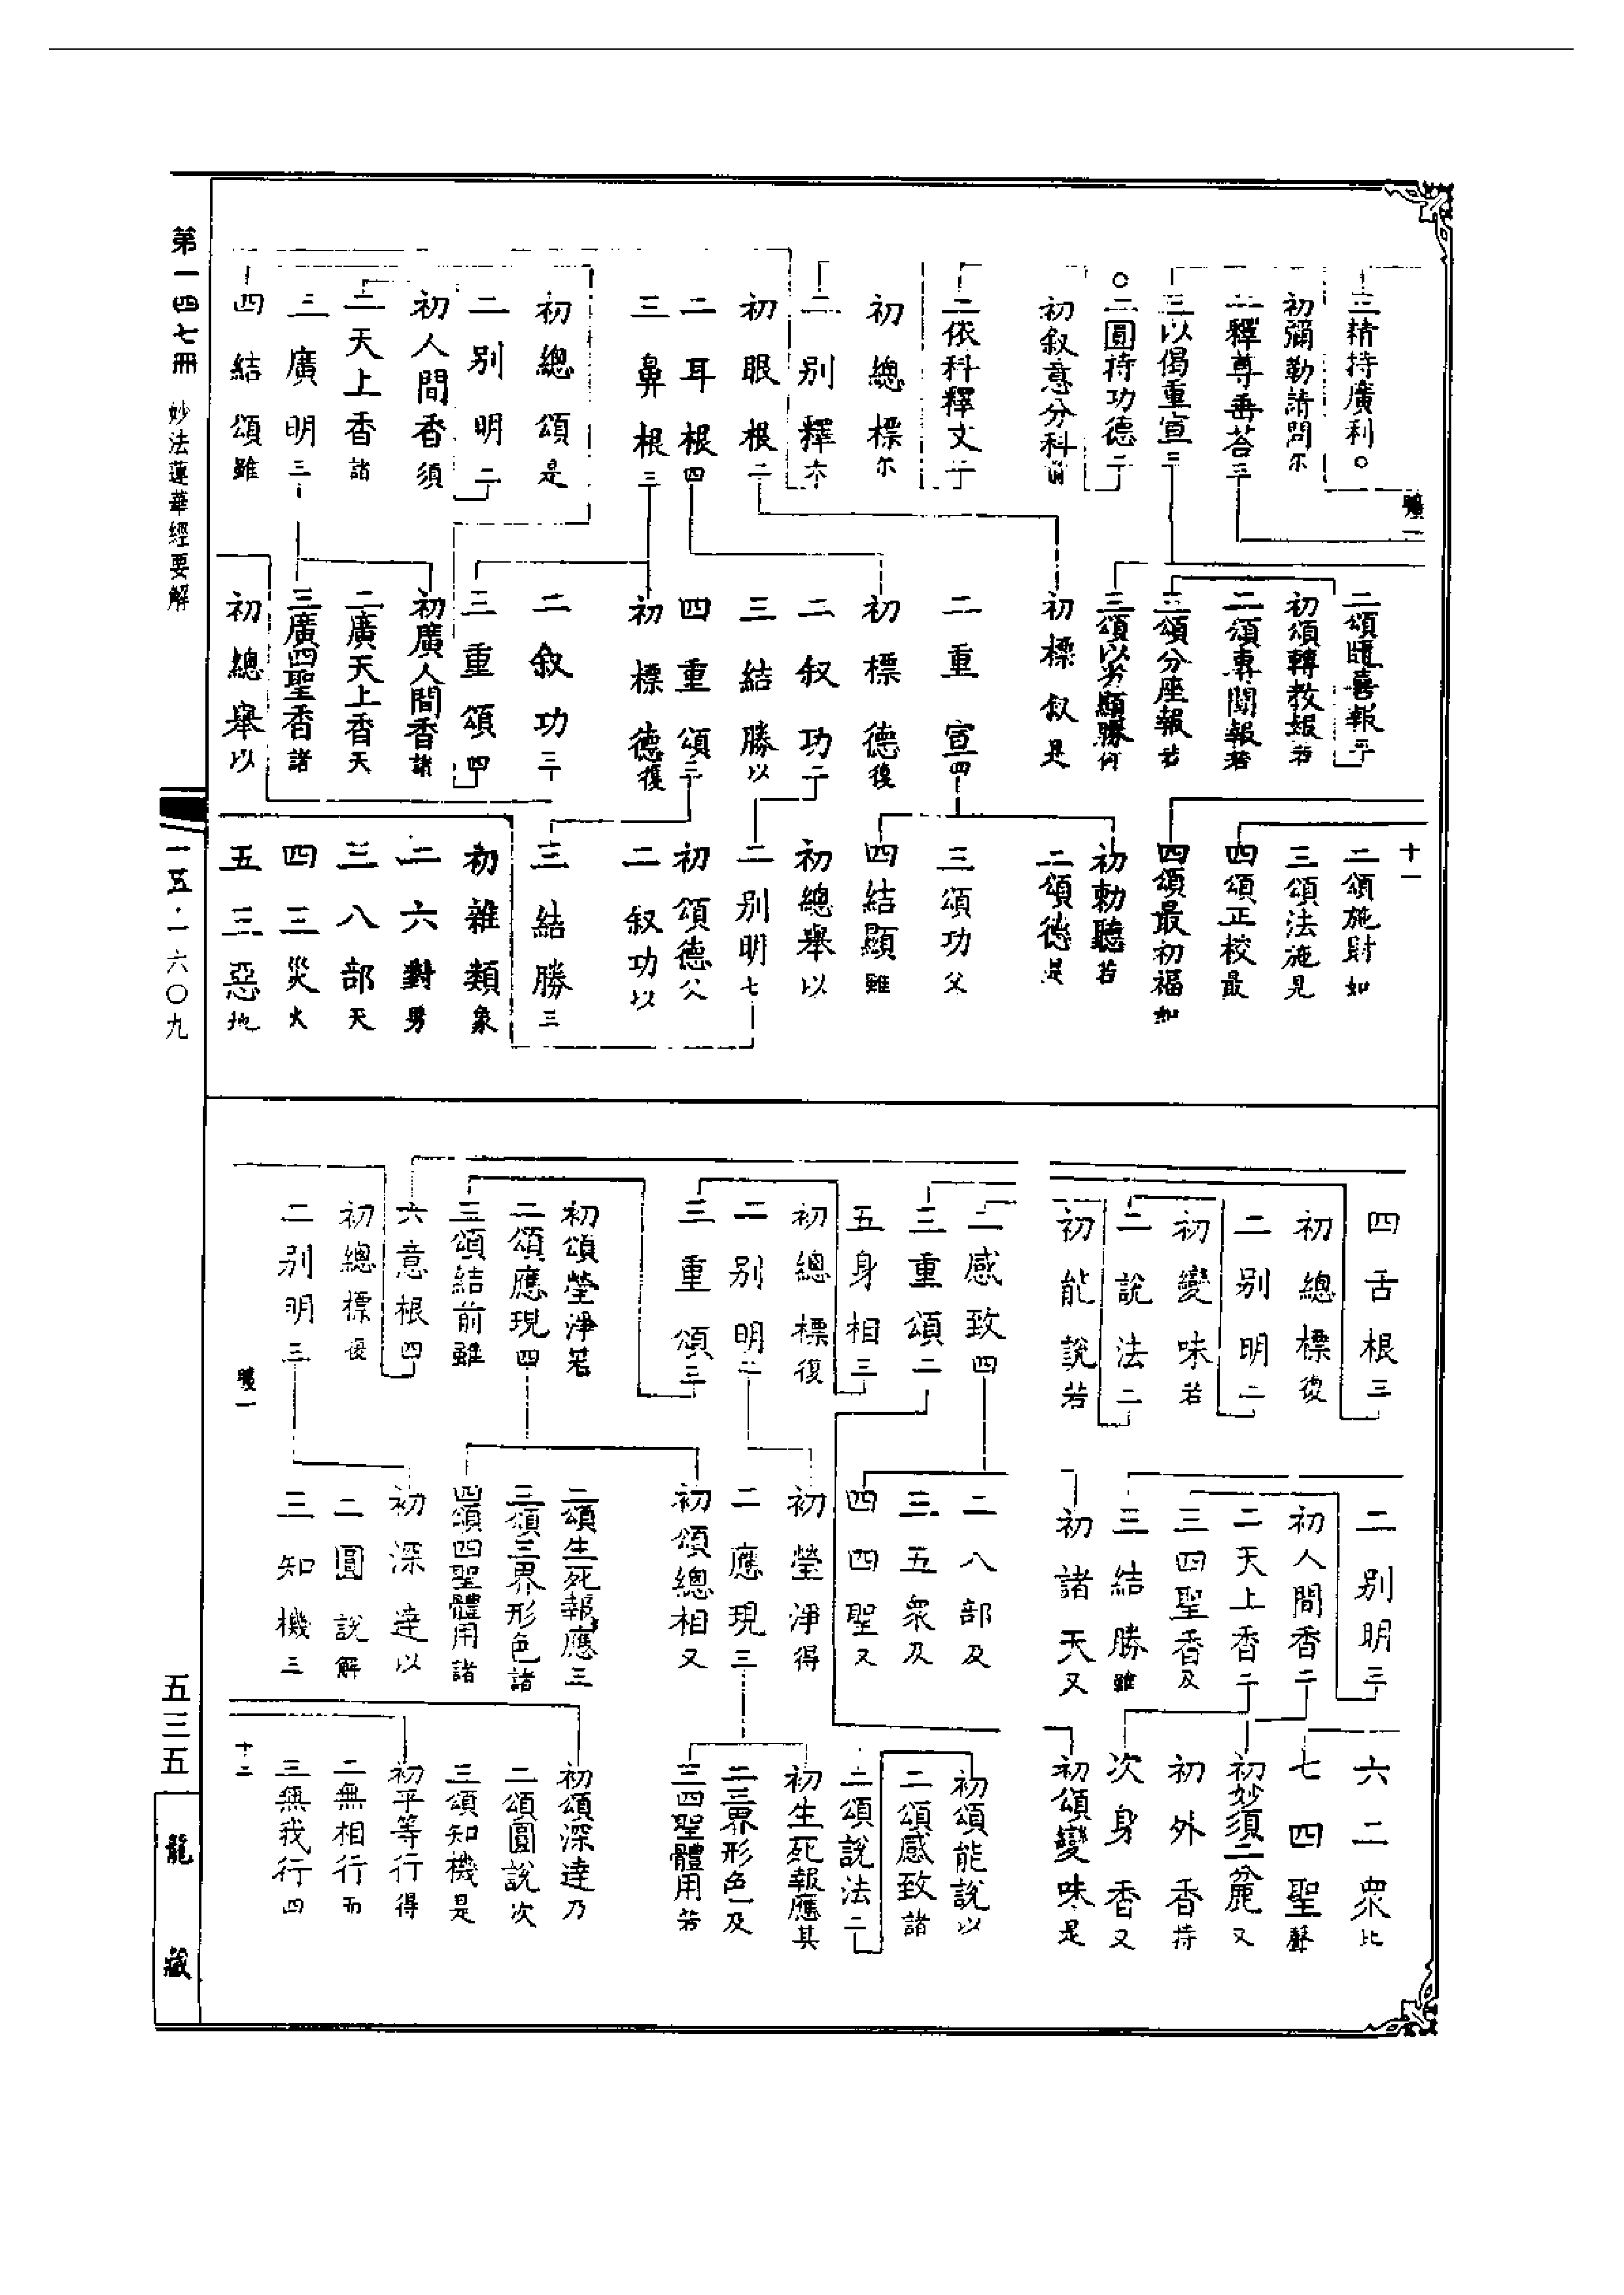 三精持廣利。
初彌勒請問尓
二釋尊垂荅三
三以偈重宣三
。二圓持功德二
初叙意分科前
二依科釋文二
初總標尓
二別釋六
初眼根二
二耳根四
三鼻根三
初總頌是
二別明二
初人間香須
二天上香諸
三廣明三
四結頌雖
二頌隨喜報二
初頌轉教報若
二頌專聞報若
三頌分座報若
三頌以劣顯勝何
初標叙是
二重宣四
初標德復
二叙功二
三結勝以
四重頌三
初標德復
二叙功三
三重頌四
初廣人間香諸
二廣天上香天
三廣四聖香諸
初總舉以
十一
二頌施財如
三頌法施見
四頌正校最
四頌最初福如
初勅聽若
二頌德是
三頌功父
四結顯雖
初總舉以
二別明七
初頌德父
二叙功以
三結勝三
初雜類象
二六對男
三八部天
四三災火
五三惡地
四舌根三
初總標復
二別明二
初變味若
二說法二
初能說若
二感致四
三重頌二
五身相三
初總標復
二別明二
三重頌三
初頌瑩淨若
二頌應現四
三頌結前雖
六意根四
初總標復
二別明三
二別明三
初人間香二
二天上香二
三四聖香及
三結勝雖
初諸天又
二八部及
三五衆及
四四聖又
初瑩淨得
二應現三
初頌總相又
二頌生死報應三
三頌三界形色諸
四頌四聖體用諸
初深達以
二圓說解
三知機三
六二衆比
七四聖聲
初妙須二麁又
初外香持
次身香又
初頌變味是
初頌能說以
二頌感致諸
二頌說法二
初生死報應其
二三界形色及
三四聖體用若
初頌深達乃
二頌圓說次
三頌知機是
初平等行得
二無相行而
三無我行四
十二
第一四七冊 妙法蓮華經要解
一五·一六〇九
五三五
龍藏